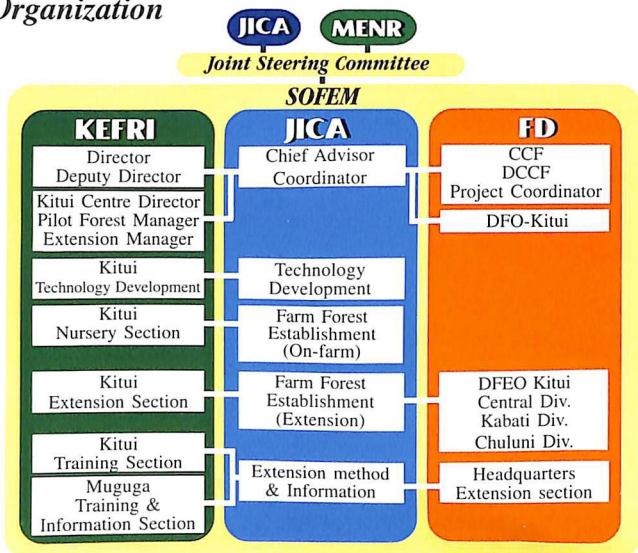 Organization
JICA MENR
Joint Steering Committee
SOFEM
KEFRI
Director
Deputy Director
Kitui Centre Director
Pilot Forest Manager
Extension Manager
Kitui
Technology Development
Kitui
Nursery Section
Kitui
Extension Section
Kitui
Training Section
Muguga
Training &
Information Section
JICA
Chief Advisor
Coordinator
Technology
Development
Farm Forest
Establishment
(On-farm)
Farm Forest
Establishment
(Extension)
Extension method
& Information
FD
CCF
DCCF
Project Coordinator
DFO-Kitui
DFEO Kitui
Central Div.
Kabati Div.
Chuluni Div.
Headquarters
Extension section